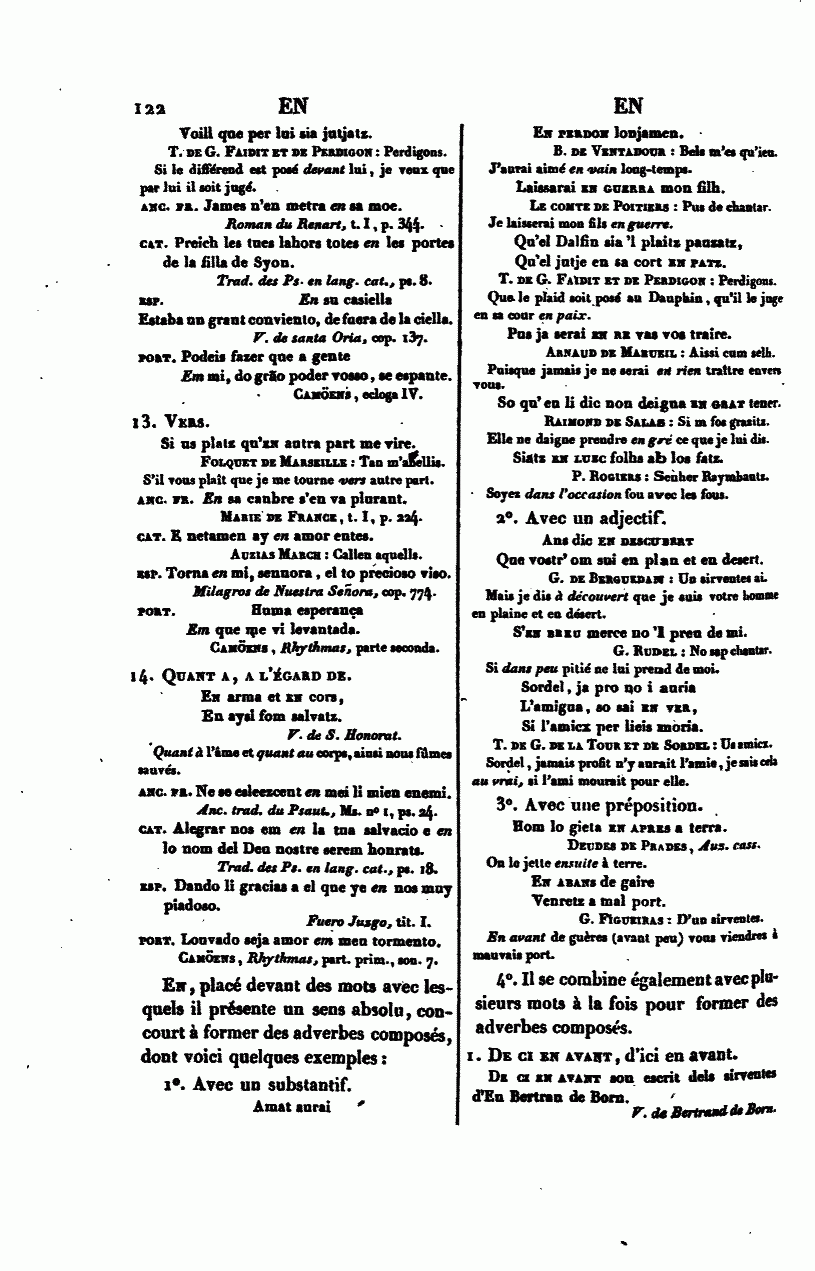 122 EN
Voill que per lui sia jutjatz.
T. DE G. FAIDIT ET DE PERDIGON : Perdigons.
Si le différend est posé devant lui, je veux que
par lui il soit jugé.
ANC. FR. James n'en metra en sa moe.
Roman du Renart, t. I, p. 344.
CAT. Preich les tues lahors totes en les portes
de la filla de Syon.
Trad. des Ps. en lang. cat., ps. 8.
ESP. En su casiella
Estaba un grant conviento, de fuera de la ciella.
V. de santa Oria, cop. 137.
PORT. Podeis fazer que a gente
Em mi, do grão poder vosso, se espante.
CAMÖENS, ecloga IV.
13. VERS.
Si us platz qu'EN autra part me vire.
FOLQUET DE MARSEILLE : Tan m'abellis.
S'il vous plaît que je me tourne vers autre part.
ANC. FR. En sa canbre s'en va plurant.
MARIE DE FRANCE, t. I, p. 224.
CAT. E netamen ay en amor entes.
AUZIAS MARCH : Callen aquells.
ESP. Torna en mi, sennora, el to precioso viso.
Milagros de Nuestra Señora, cop. 774.
PORT. Huma esperança
Em que me vi levantada.
CAMÖENS, Rhythmas, parte seconda.
14. QUANT A, A L'ÉGARD DE.
EN arma et EN cors,
En aysi fom salvatz.
V. de S. Honorat.
Quant à l'âme et quant au corps, ainsi nous fûmes
sauvés.
ANC. FR. Ne se esleezcent en mei li mien enemi.
Anc. trad. du Psaut., Ms. nº 1, ps. 24.
CAT. Alegrar nos em en la tua salvacio e en
lo nom del Deu nostre serem honrats.
Trad. des Ps. en lang. cat., ps. 18.
ESP. Dando li gracias a el que ye en nos muy
piadoso.
Fuero Juzgo, tit. I.
PORT. Louvado seja amor em meu tormento.
CAMÖENS, Rhythmas, part. prim., son. 7.
EN, placé devant des mots avec les-
quels il présente un sens absolu, con-
court à former des adverbes composés,
dont voici quelques exemples :
1º. Avec un substantif.
Amat aurai
EN
EN PERDON lonjamen.
B. DE VENTADOUR : Bels m'es qu'ieu.
J'aurai aimé en vain long-temps.
Laissarai EN GUERRA mon filh.
LE COMTE DE POITIERS : Pus de chantar.
Je laisserai mon fils en guerre.
Qu'el Dalfin sia 'l plaitz pausatz,
Qu'el jutje en sa cort EN PATZ.
T. DE G. FAIDIT ET DE PERDIGON : Perdigons.
Que le plaid soit posé au Dauphin, qu'il le juge
en sa cour en paix.
Pus ja serai EN RE vas vos traire.
ARNAUD DE MARUEIL : Aissi cum selh.
Puisque jamais je ne serai en rien traître envers
vous.
So qu'eu li dic non deigna EN GRAT tener.
RAIMOND DE SALAS : Si m fos grasitz.
Elle ne daigne prendre en gré ce que je lui dis.
Siatz EN LUEC folhs ab los fatz.
P. ROGIERS : Senher Raymbautz.
Soyez dans l'occasion fou avec les fous.
2º. Avec un adjectif.
Ans dic EN DESCUBERT
Que vostr' om sui en plan et en desert.
G. DE BERGUEDAN : Un sirventes ai.
Mais je dis à découvert que je suis votre homme
en plaine et en désert.
S'EN BREU merce no 'l pren de mi.
G. RUDEL : No sap chantar.
Si dans peu pitié ne lui prend de moi.
Sordel, ja pro no i auria
L'amigua, so sai EN VER,
Si l'amicx per lieis moria.
T. DE G. DE LA TOUR ET DE SORDEL : Us amicx.
Sordel, jamais profit n'y aurait l'amie, je sais cela
au vrai, si l'ami mourait pour elle.
3º. Avec une préposition.
Hom lo gieta EN APRES a terra.
DEUDES DE PRADES, Aus. cass.
On le jette ensuite à terre.
EN ABANS de gaire
Venretz a mal port.
G. FIGUEIRAS : D'un sirventes.
En avant de guères (avant peu) vous viendrez à
mauvais port.
4º. Il se combine également avec plu-
sieurs mots à la fois pour former des
adverbes composés.
1. DE CI EN AVANT, d'ici en avant.
DE CI EN AVANT son escrit dels sirventes
d'En Bertran de Born.
V. de Bertrand de Born.